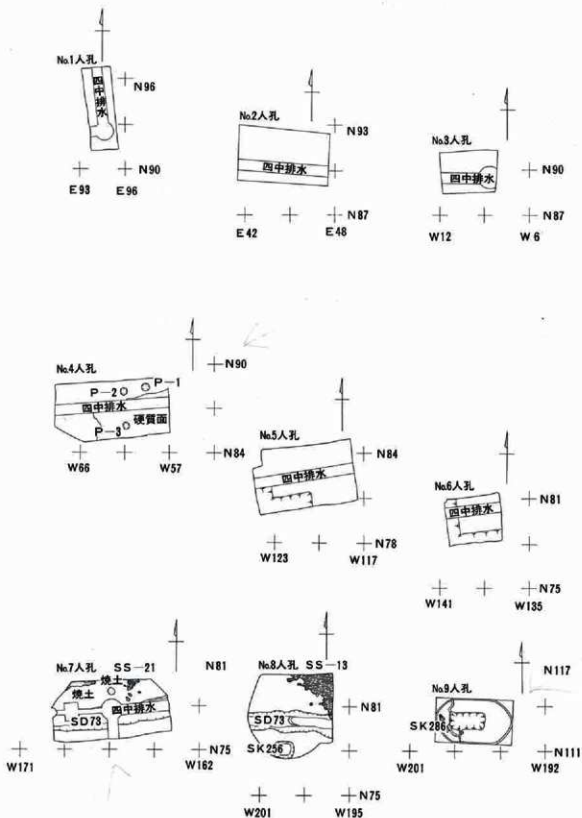 No.1人孔
四中排水
N96
N90
E93
E96
No.2人孔
N93
四中排水
N87
E42
E48
No.3人孔
N90
四中排水
N87
W12
W6
No.4人孔
N90
P-1
P-2
四中排水
硬質面
P-3
N84
W66
W57
No.5人孔
N84
四中排水
N78
W123
W117
No.6人孔
N81
四中排水
N75
W141
W135
No.7人孔 SS-21
N81
焼土
焼土
四中排水
SD73
N75
W171
W162
No.8人孔 SS-13
N81
SD73
SK256
N75
W201
W195
No.9人孔
N117
SK286
N111
W201
W192